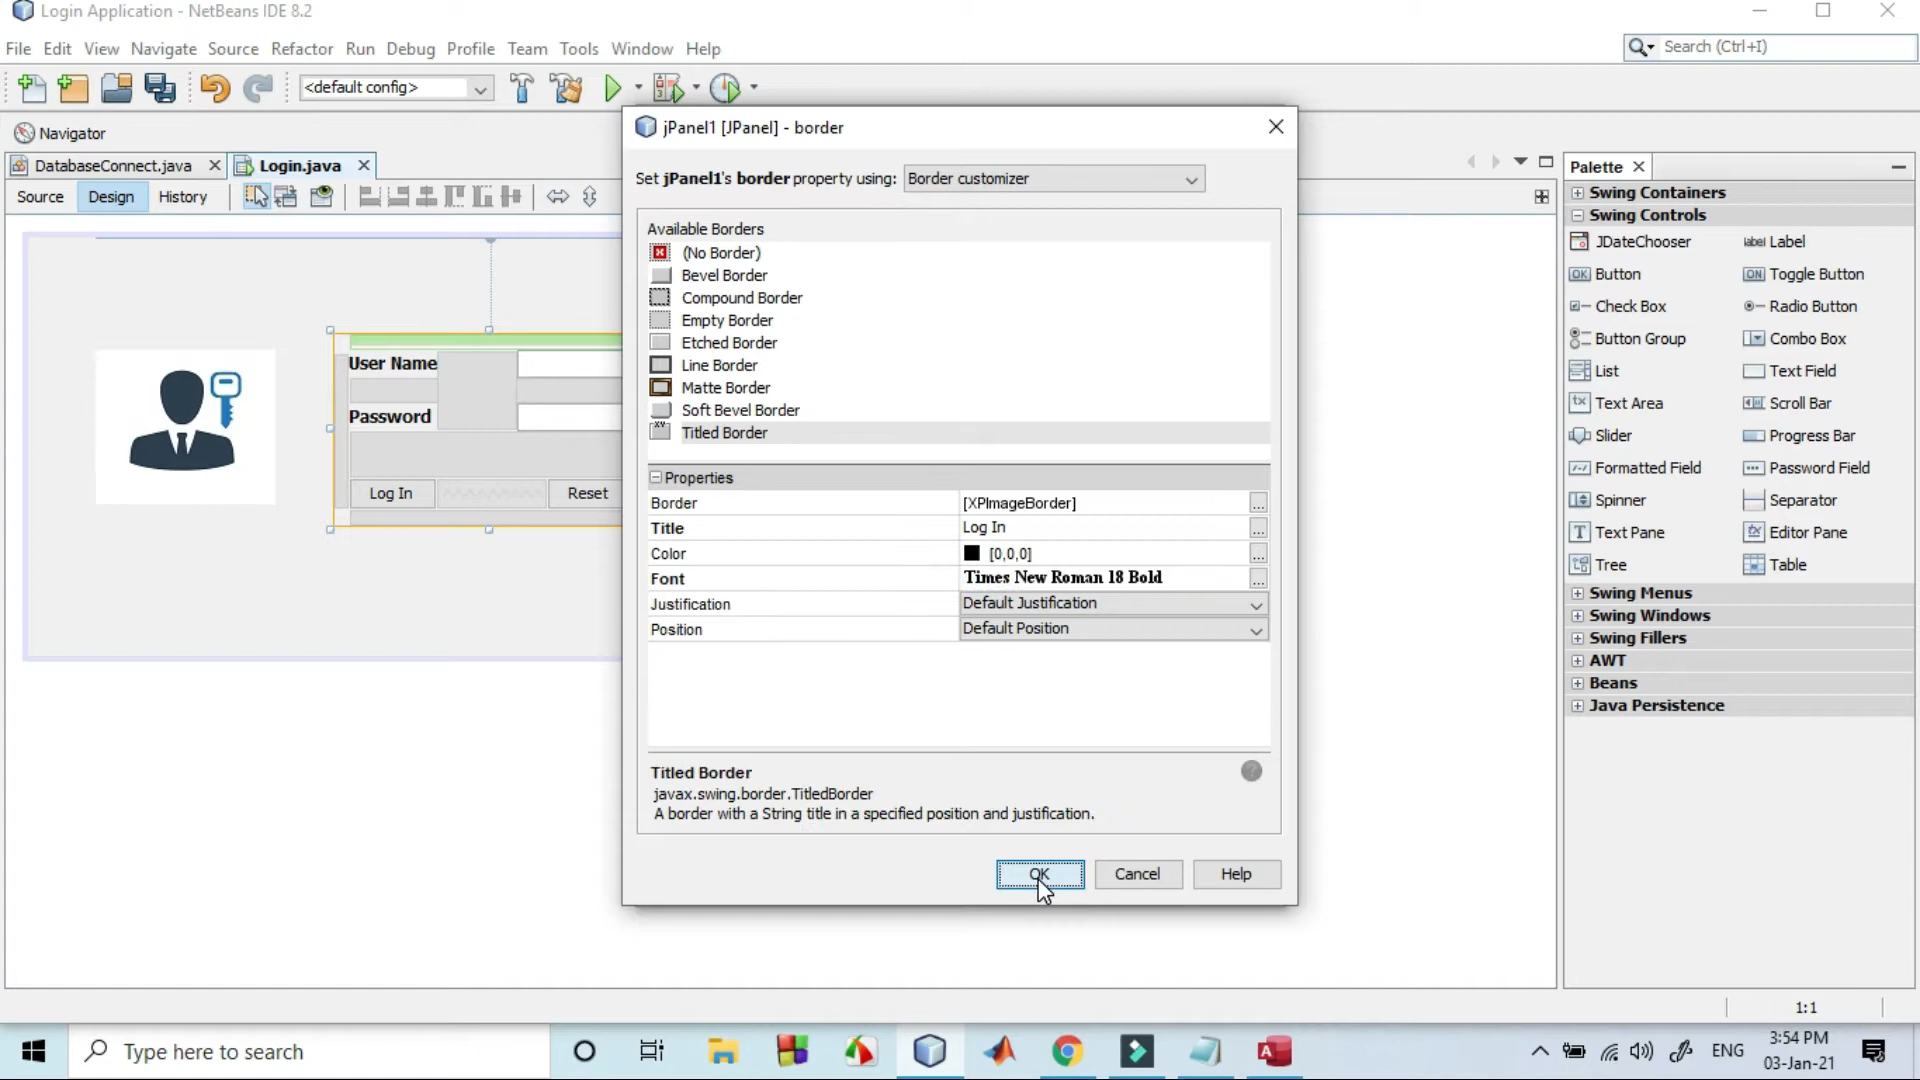 Login Application - NetBeans IDE 8.2
File Edit View Navigate Source Refactor Run Debug Profile Team Tools Window Help
Search (Ctrl+I)
<default config>
Navigator
DatabaseConnect.java
Login.java
Source Design History
User Name
Password
Log In
Reset
jPanel1 [JPanel] - border
Set jPanel1's border property using: Border customizer
Available Borders
(No Border)
Bevel Border
Compound Border
Empty Border
Etched Border
Line Border
Matte Border
Soft Bevel Border
XY Titled Border
Properties
Border [XPImageBorder] ...
Title Log In ...
Color [0,0,0] ...
Font Times New Roman 18 Bold ...
Justification Default Justification
Position Default Position
Titled Border
javax.swing.border.TitledBorder
A border with a String title in a specified position and justification.
OK Cancel Help
Palette
Swing Containers
Swing Controls
JDateChooser label Label
OK Button ON Toggle Button
Check Box Radio Button
Button Group Combo Box
List Text Field
tx Text Area Scroll Bar
Slider Progress Bar
Formatted Field Password Field
Spinner Separator
T Text Pane Editor Pane
Tree Table
Swing Menus
Swing Windows
Swing Fillers
AWT
Beans
Java Persistence
1:1
Type here to search
ENG
3:54 PM
03-Jan-21